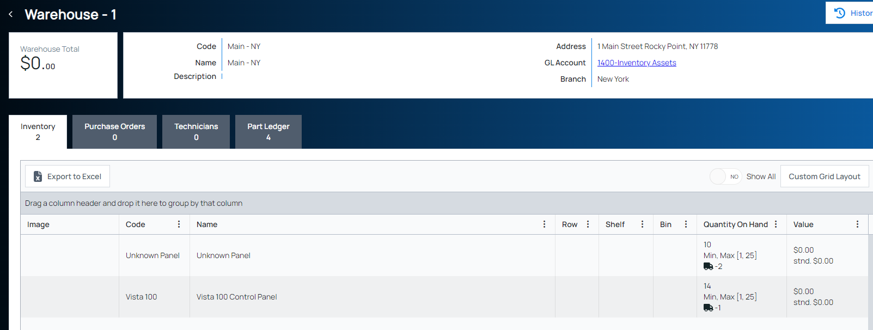 Warehouse - 1
Histor
Warehouse Total
$0.00
Code Main - NY
Name Main - NY
Description
Address 1 Main Street Rocky Point, NY 11778
GL Account 1400-Inventory Assets
Branch New York
Inventory
2
Purchase Orders
0
Technicians
0
Part Ledger
4
Export to Excel
NO Show All
Custom Grid Layout
Drag a column header and drop it here to group by that column
Image Code Name Row Shelf Bin Quantity On Hand Value
Unknown Panel Unknown Panel
10
Min, Max [1, 25]
-2
$0.00
stnd. $0.00
Vista 100 Vista 100 Control Panel
14
Min, Max [1, 25]
-1
$0.00
stnd. $0.00